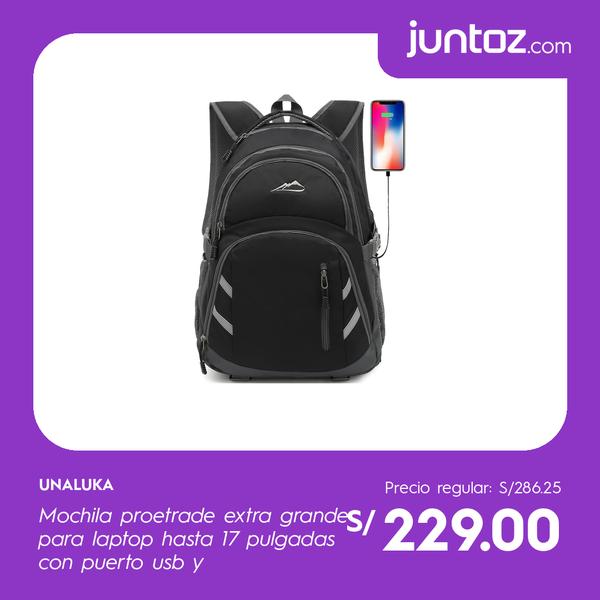 juntoz.com
UNALUKA
Mochila proetrade extra grande
para laptop hasta 17 pulgadas
con puerto usb y
Precio regular: S/286.25
S/ 229.00